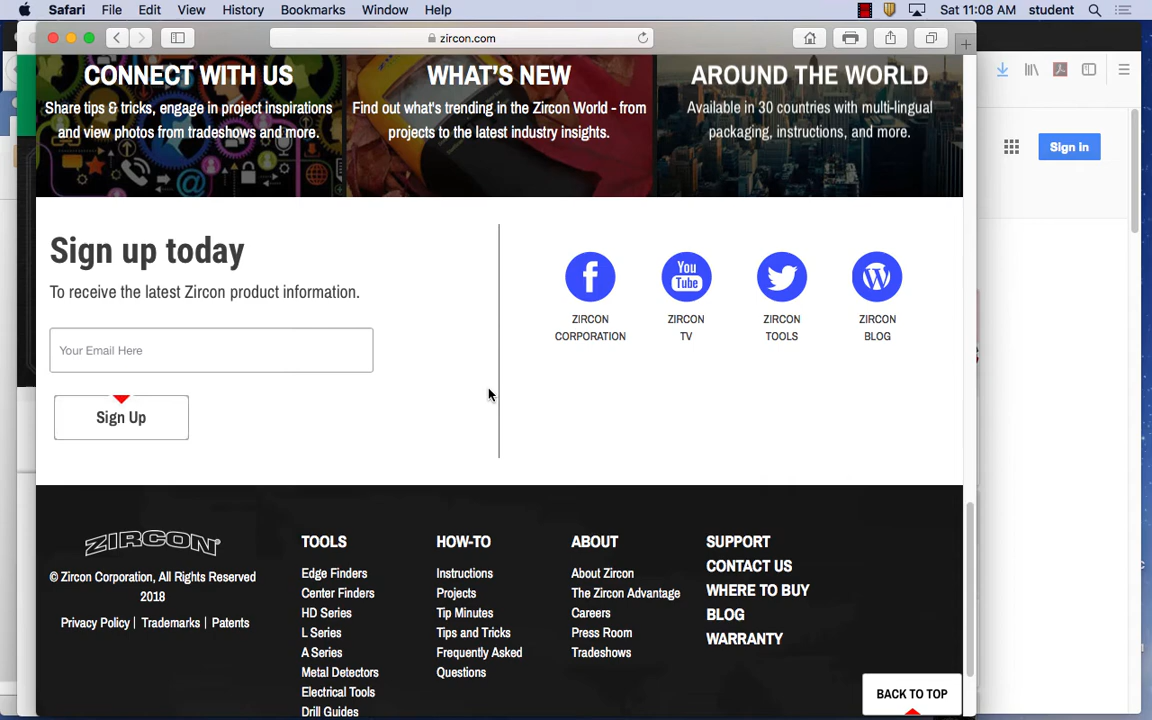 Safari File Edit View History Bookmarks Window Help Sat 11:08 AM student
zircon.com
CONNECT WITH US
Share tips & tricks, engage in project inspirations
and view photos from tradeshows and more.
WHAT'S NEW
Find out what's trending in the Zircon World - from
projects to the latest industry insights.
AROUND THE WORLD
Available in 30 countries with multi-lingual
packaging, instructions, and more.
Sign in
Sign up today
To receive the latest Zircon product information.
Your Email Here
Sign Up
f
You
Tube
W
ZIRCON
CORPORATION
ZIRCON
TV
ZIRCON
TOOLS
ZIRCON
BLOG
ZIRCON
© Zircon Corporation, All Rights Reserved
2018
Privacy Policy | Trademarks | Patents
TOOLS
Edge Finders
Center Finders
HD Series
L Series
A Series
Metal Detectors
Electrical Tools
Drill Guides
HOW-TO
Instructions
Projects
Tip Minutes
Tips and Tricks
Frequently Asked
Questions
ABOUT
About Zircon
The Zircon Advantage
Careers
Press Room
Tradeshows
SUPPORT
CONTACT US
WHERE TO BUY
BLOG
WARRANTY
BACK TO TOP